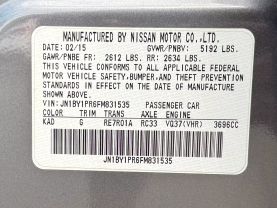 MANUFACTURED BY NISSAN MOTOR CO.,LTD.
DATE: 02/15 GVWR/PNBV: 5192 LBS.
GAWR/PNBE FR: 2612 LBS. RR: 2634 LBS.
THIS VEHICLE CONFORMS TO ALL APPLICABLE
FEDERAL MOTOR VEHICLE
SAFETY,BUMPER,AND THEFT PREVENTION
STANDARDS IN EFFECT ON THE DATE OF
MANUFACTURE SHOWN ABOVE.
VIN: JN1BY1PR6FM831535 PASSENGER CAR
COLOR TRIM TRANS AXLE ENGINE
KAD G RE7R01A RC33 VQ37(VHR) 3696CC
JN1BY1PR6FM831535